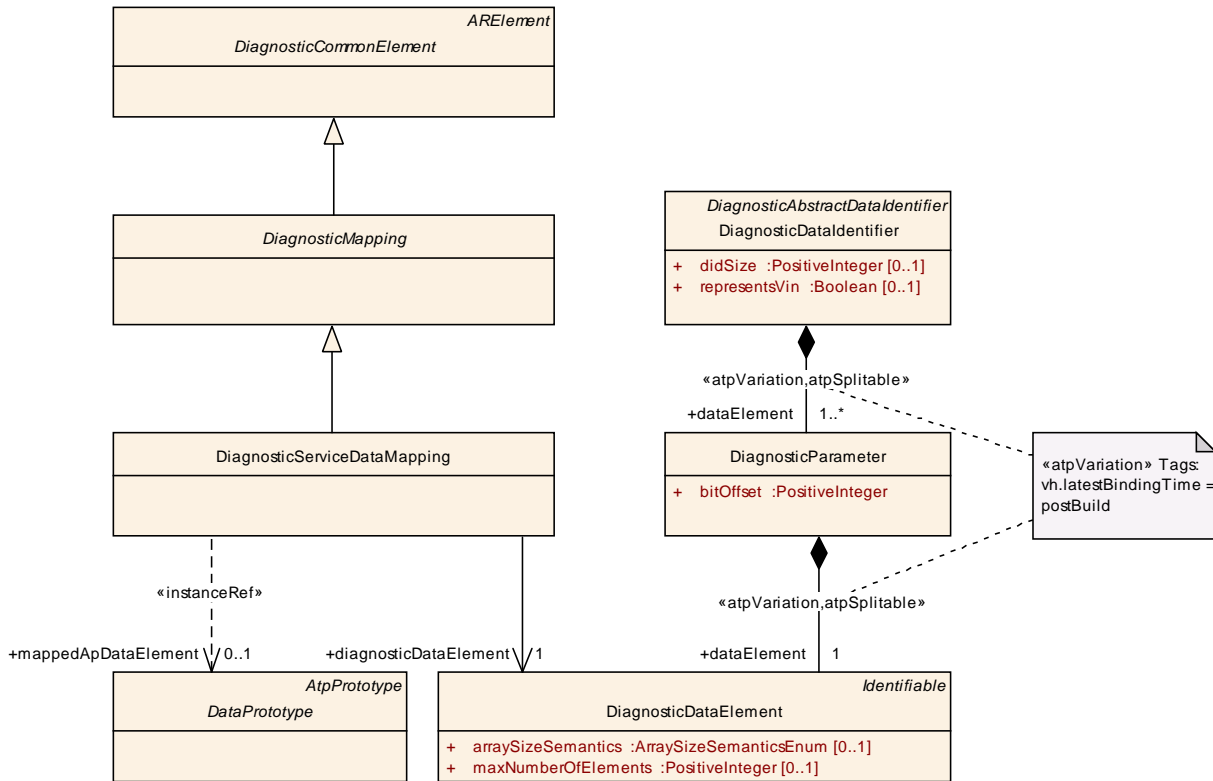 ARElement
DiagnosticCommonElement
DiagnosticMapping
DiagnosticAbstractDataIdentifier
DiagnosticDataIdentifier
+ didSize :PositiveInteger [0..1]
+ representsVin :Boolean [0..1]
«atpVariation,atpSplitable»
+dataElement 1..*
DiagnosticServiceDataMapping
DiagnosticParameter
+ bitOffset :PositiveInteger
«atpVariation» Tags:
vh.latestBindingTime =
postBuild
«instanceRef»
«atpVariation,atpSplitable»
+mappedApDataElement 0..1
+diagnosticDataElement 1
+dataElement 1
AtpPrototype
DataPrototype
Identifiable
DiagnosticDataElement
+ arraySizeSemantics :ArraySizeSemanticsEnum [0..1]
+ maxNumberOfElements :PositiveInteger [0..1]